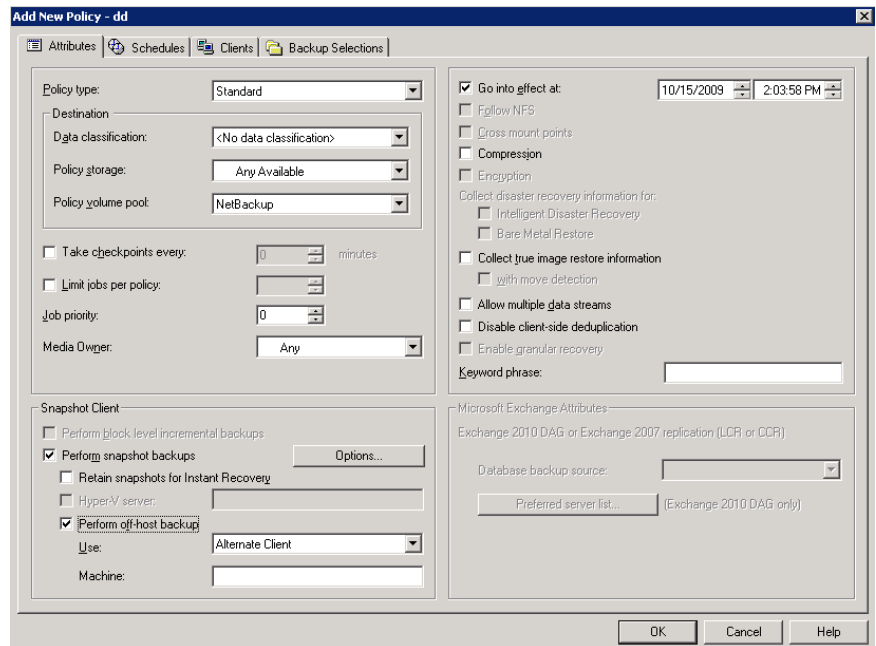 Add New Policy - dd
Attributes Schedules Clients Backup Selections
Policy type: Standard
Destination
Data classification: <No data classification>
Policy storage: Any Available
Policy volume pool: NetBackup
Take checkpoints every: 0 minutes
Limit jobs per policy:
Job priority: 0
Media Owner: Any
Go into effect at: 10/15/2009 2:03:58 PM
Follow NFS
Cross mount points
Compression
Encryption
Collect disaster recovery information for:
Intelligent Disaster Recovery
Bare Metal Restore
Collect true image restore information
with move detection
Allow multiple data streams
Disable client-side deduplication
Enable granular recovery
Keyword phrase:
Snapshot Client
Perform block level incremental backups
Perform snapshot backups Options...
Retain snapshots for Instant Recovery
Hyper-V server:
Perform off-host backup
Use: Alternate Client
Machine:
Microsoft Exchange Attributes
Exchange 2010 DAG or Exchange 2007 replication (LCR or CCR)
Database backup source:
Preferred server list... (Exchange 2010 DAG only)
OK Cancel Help